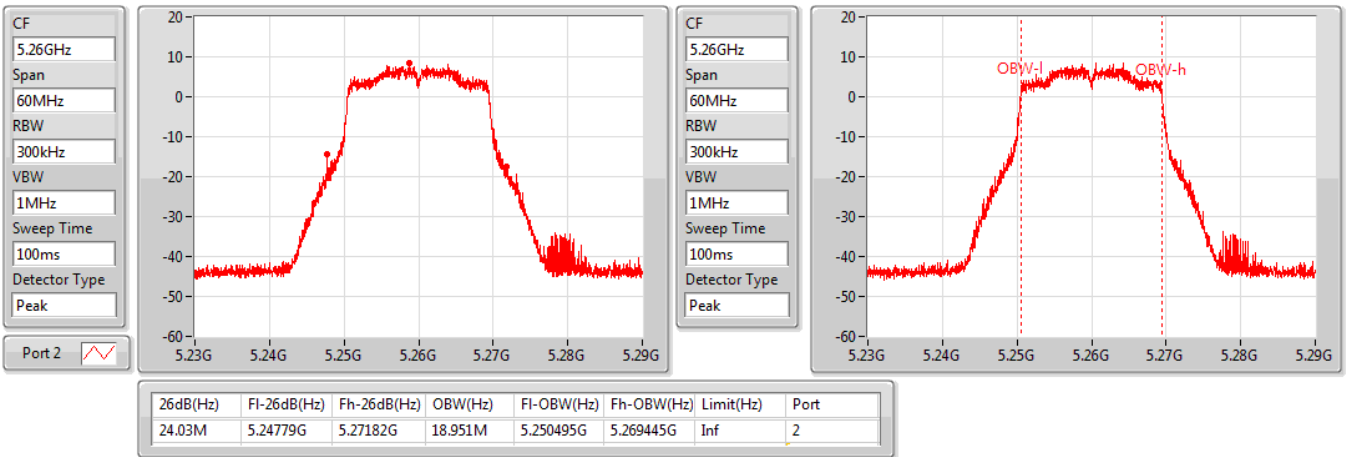 CF
5.26GHz
Span
60MHz
RBW
300kHz
VBW
1MHz
Sweep Time
100ms
Detector Type
Peak
Port 2
20
10
0
-10
-20
-30
-40
-50
-60
5.23G 5.24G 5.25G 5.26G 5.27G 5.28G 5.29G
CF
5.26GHz
Span
60MHz
RBW
300kHz
VBW
1MHz
Sweep Time
100ms
Detector Type
Peak
20
10
0
-10
-20
-30
-40
-50
-60
OBW-l OBW-h
5.23G 5.24G 5.25G 5.26G 5.27G 5.28G 5.29G
26dB(Hz) Fl-26dB(Hz) Fh-26dB(Hz) OBW(Hz) Fl-OBW(Hz) Fh-OBW(Hz) Limit(Hz) Port
24.03M 5.24779G 5.27182G 18.951M 5.250495G 5.269445G Inf 2